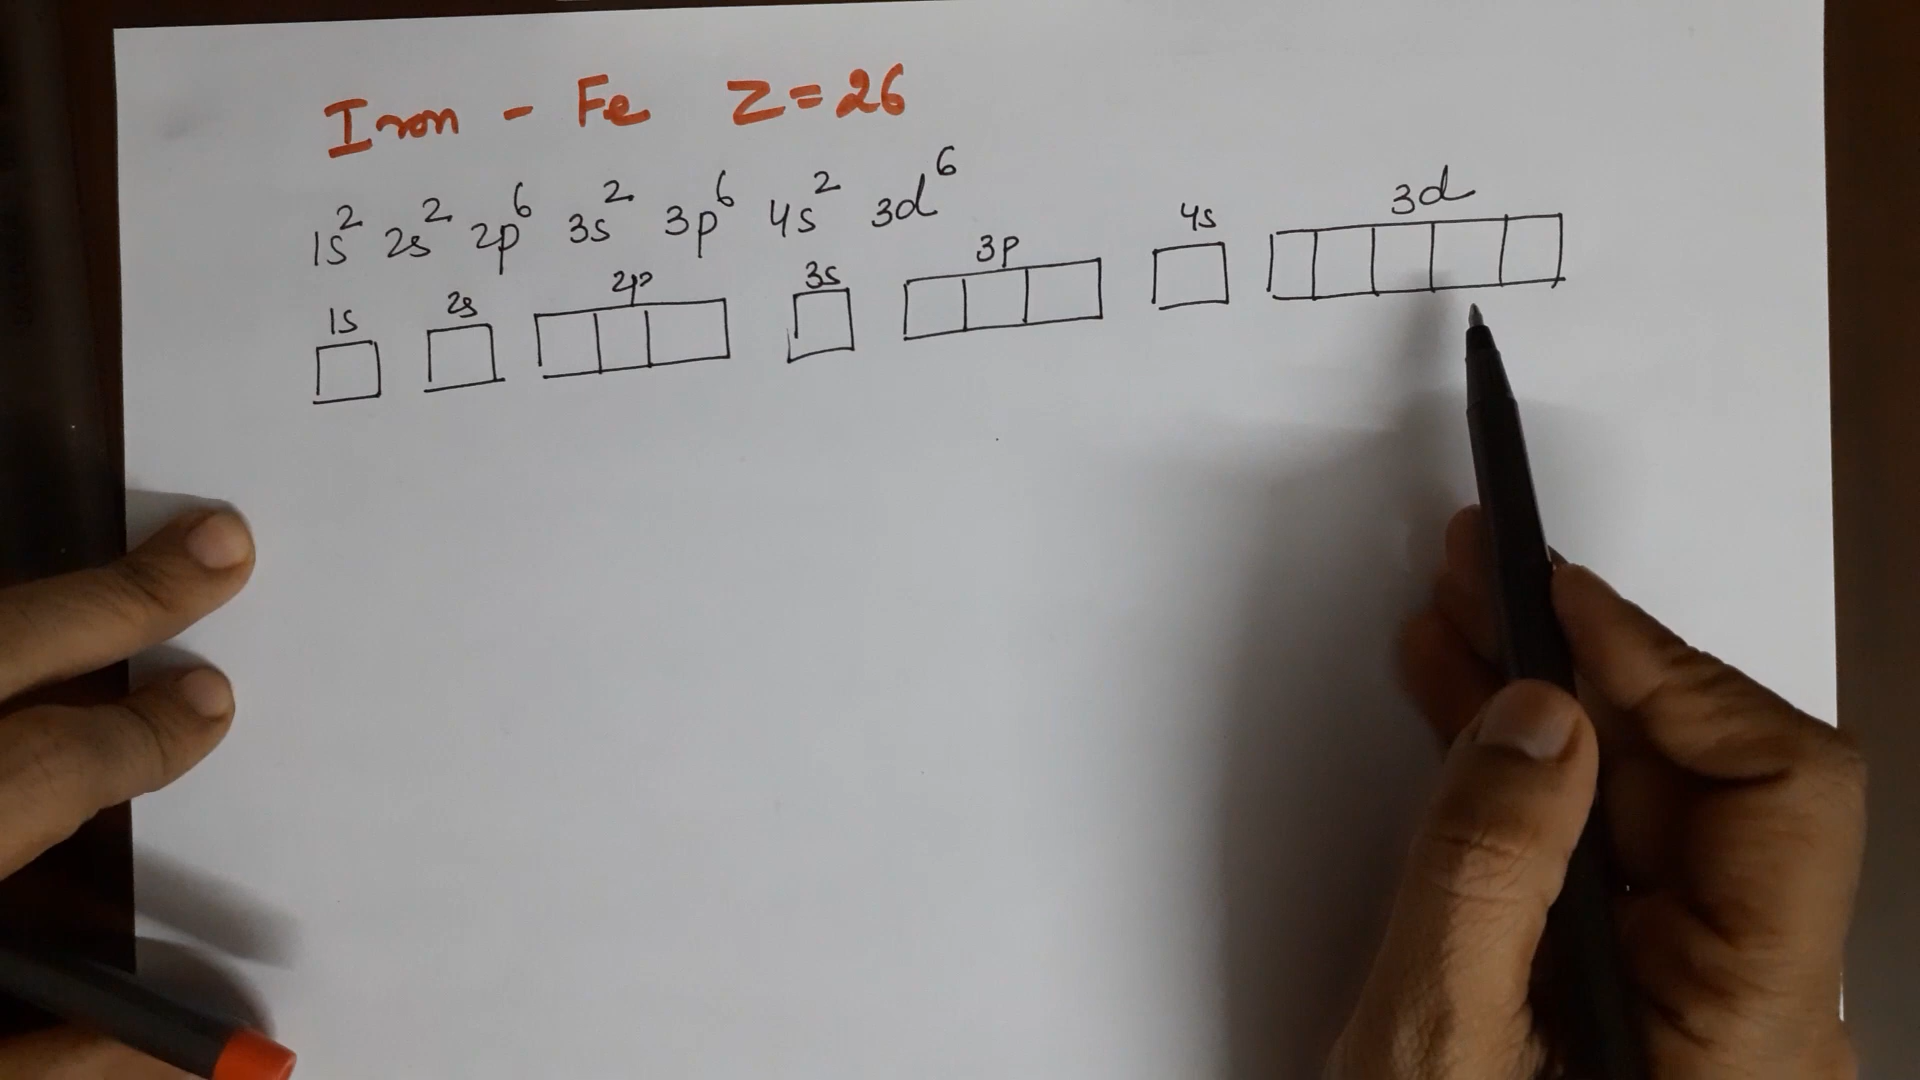 Iron - Fe Z=26
1s² 2s² 2p⁶ 3s² 3p⁶ 4s² 3d⁶
1s 2s 2p 3s 3p 4s 3d